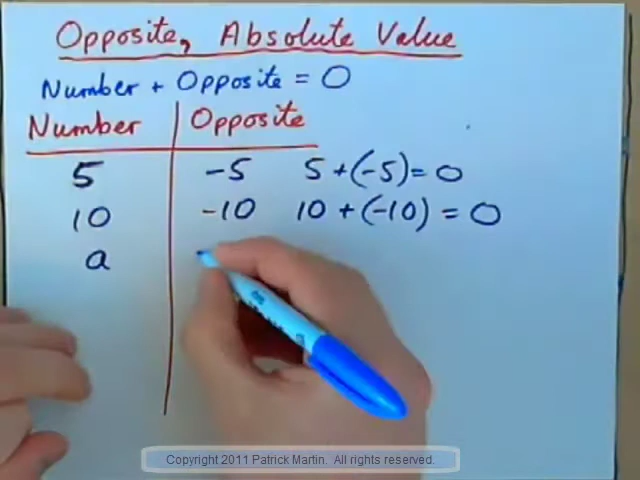 Opposite, Absolute Value
Number + Opposite = 0
Number Opposite
5 -5 5 + (-5) = 0
10 -10 10 + (-10) = 0
a
Copyright 2011 Patrick Martin. All rights reserved.